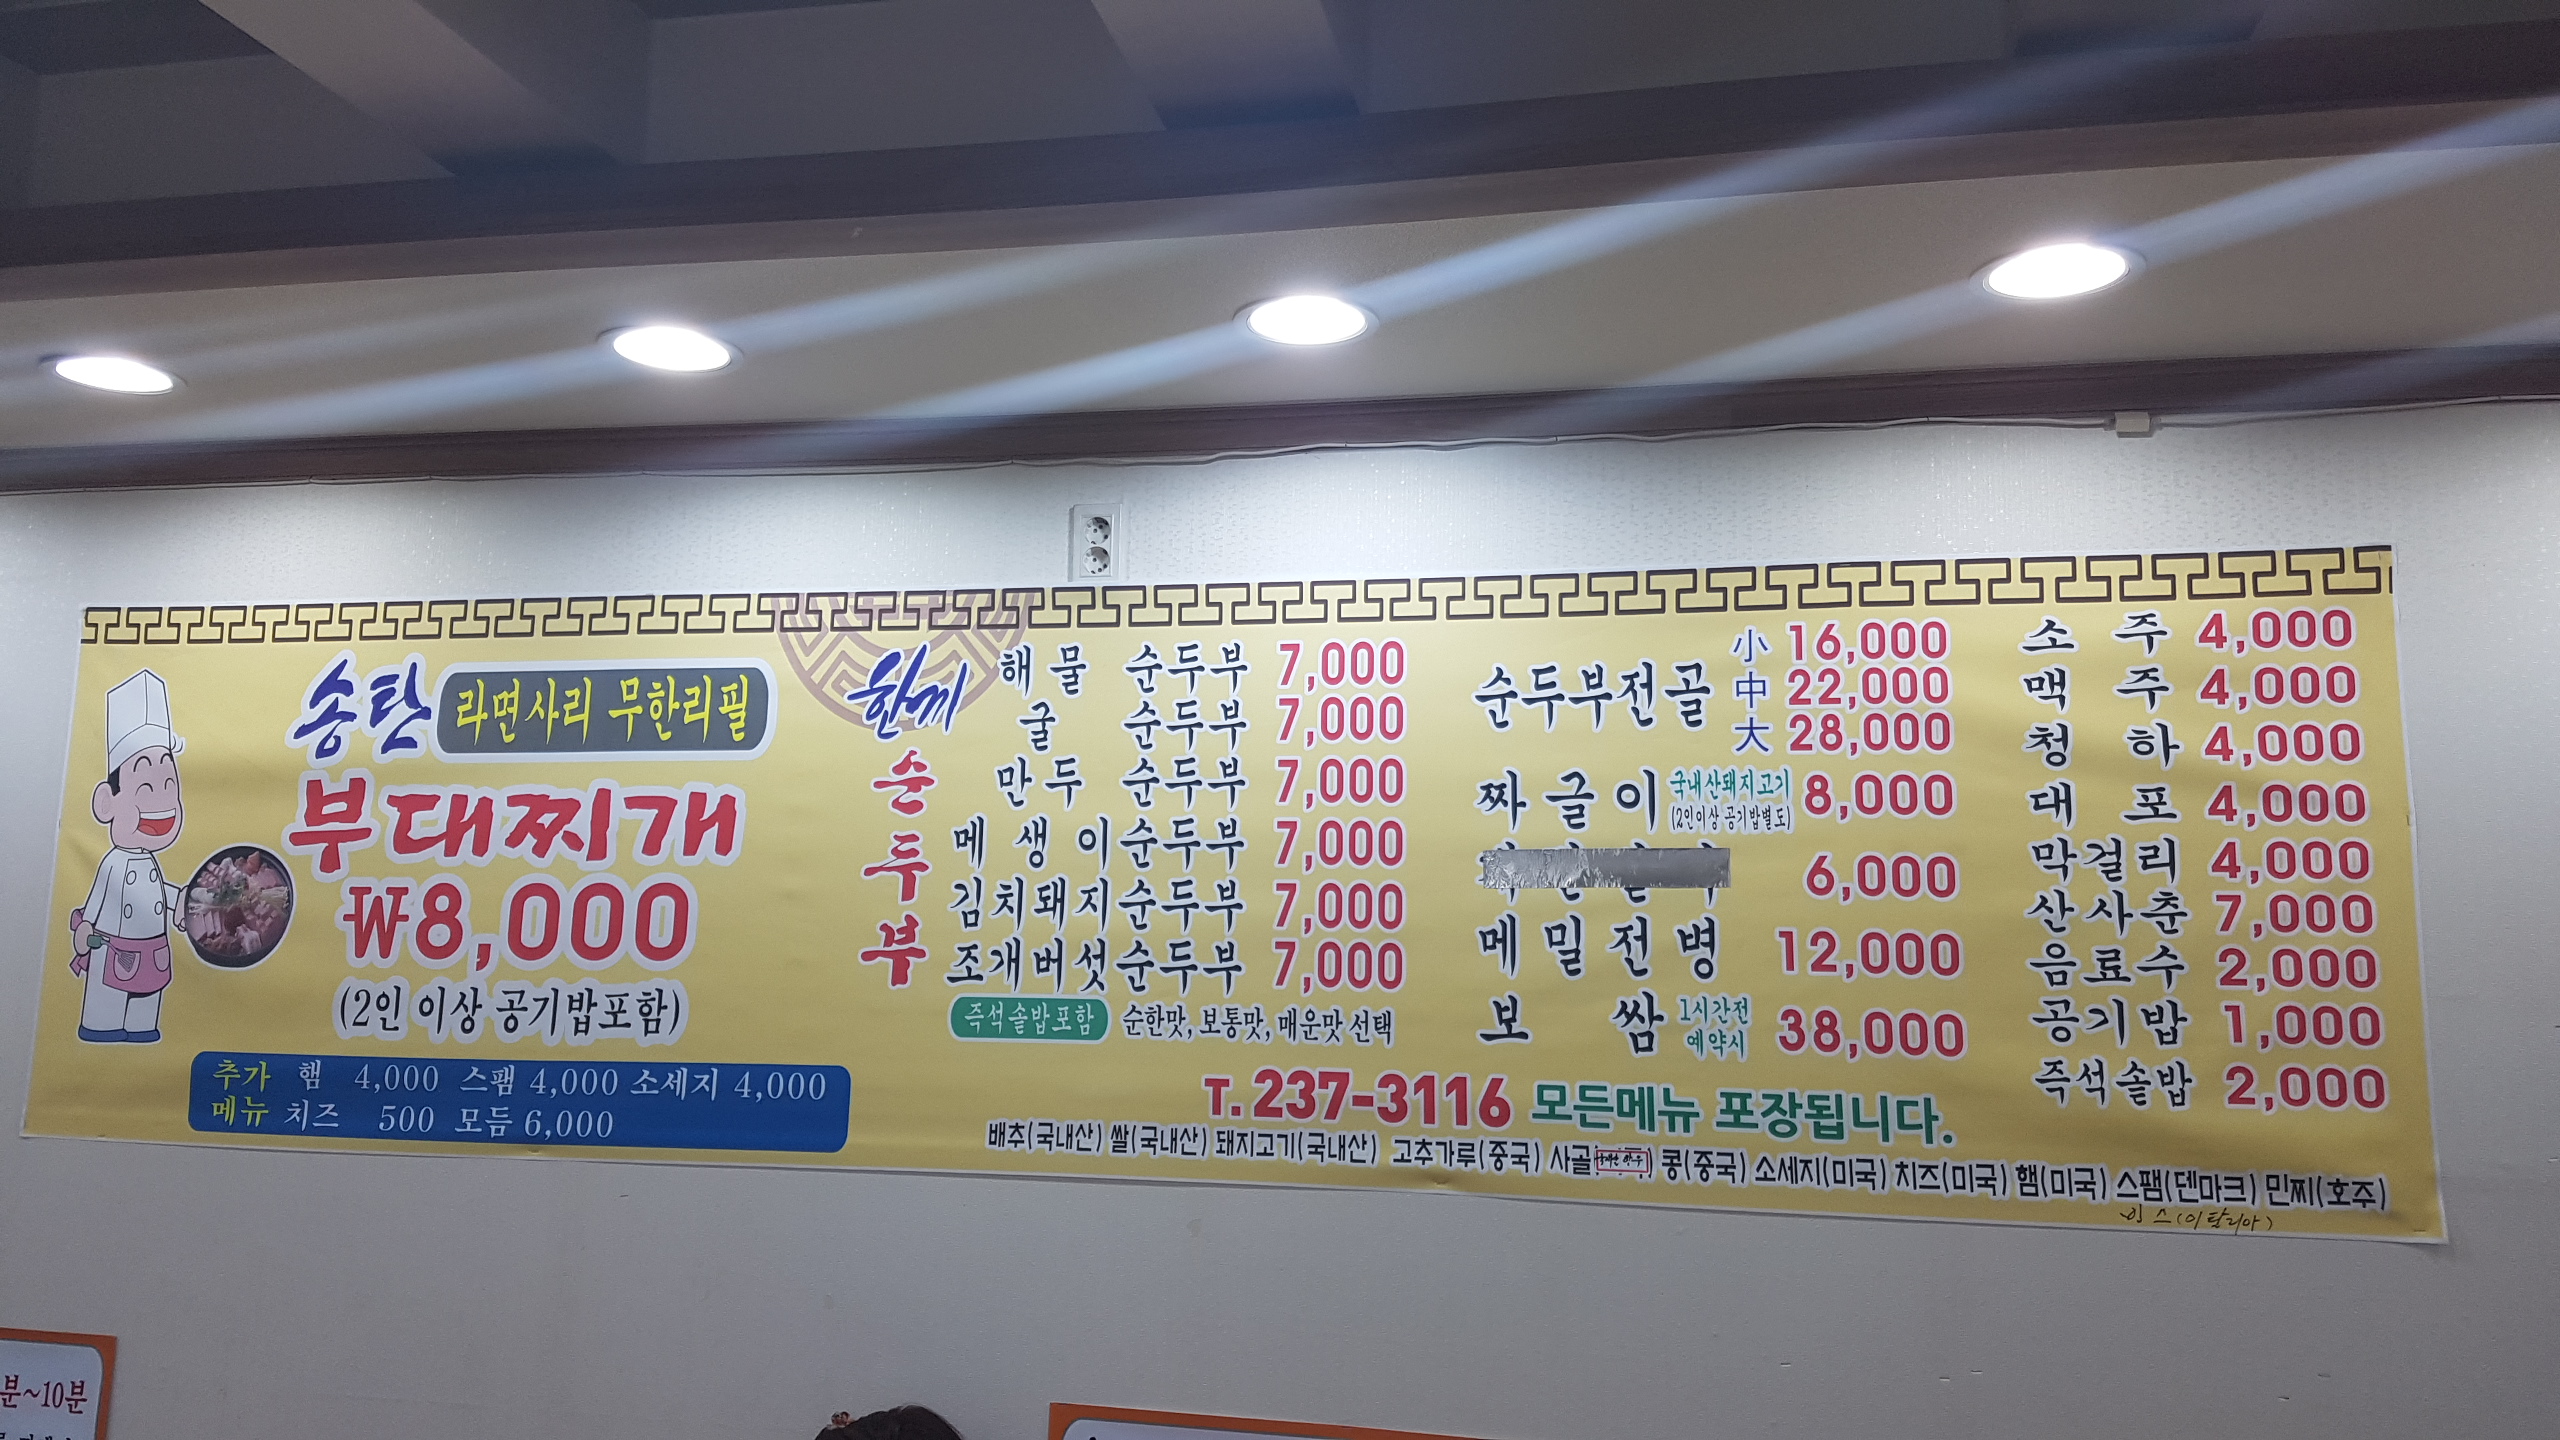 송탄 라면사리 무한리필
부대찌개
₩8,000
(2인 이상 공기밥포함)
추가 햄 4,000 스팸 4,000 소세지 4,000
메뉴 치즈 500 모듬 6,000
한끼
순
두
부
해물 순두부 7,000
굴 순두부 7,000
만두 순두부 7,000
메생이순두부 7,000
김치돼지순두부 7,000
조개버섯순두부 7,000
즉석솥밥포함 순한맛, 보통맛, 매운맛 선택
순두부전골
小 16,000
中 22,000
大 28,000
짜글이 국내산돼지고기 8,000
(2인이상 공기밥별도)
6,000
메밀전병 12,000
보쌈 1시간전 38,000
예약시
소주 4,000
맥주 4,000
청하 4,000
대포 4,000
막걸리 4,000
산사춘 7,000
음료수 2,000
공기밥 1,000
즉석솥밥 2,000
T. 237-3116 모든메뉴 포장됩니다.
배추(국내산) 쌀(국내산) 돼지고기(국내산) 고추가루(중국) 사골 콩(중국) 소세지(미국) 치즈(미국) 햄(미국) 스팸(덴마크) 민찌(호주)
빈스(이탈리아)
분~10분